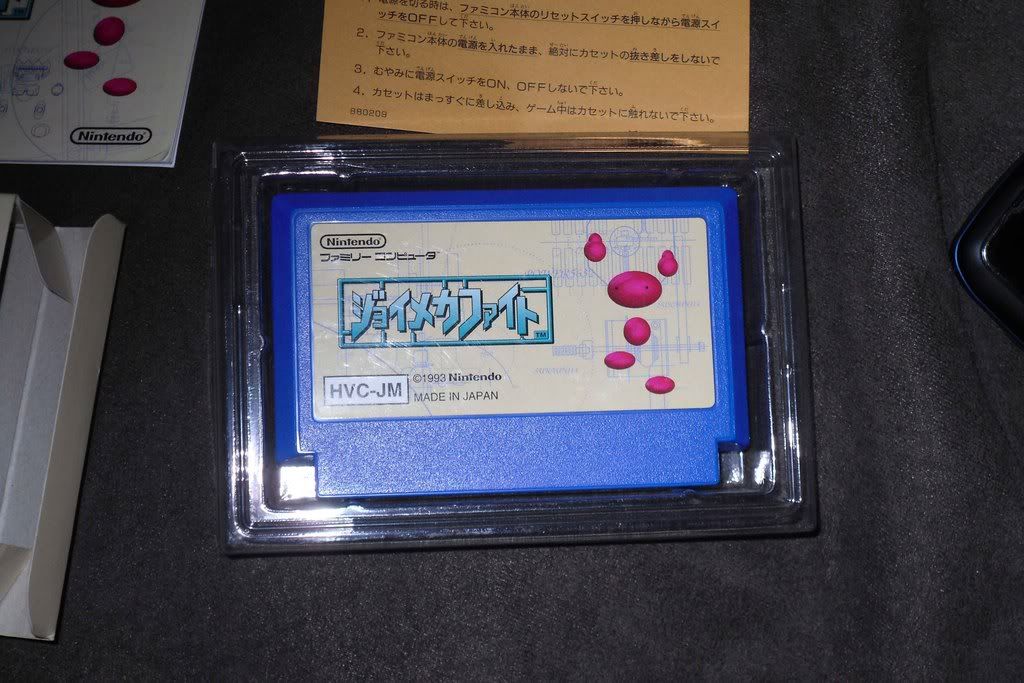 電源を切る時は、ファミコン本体のリセットスイッチを押しながら電源スイ
ッチをOFFして下さい。
2. ファミコン本体の電源を入れたまま、絶対にカセットの抜き差しをしないで
下さい。
3. むやみに電源スイッチをON、OFFしないで下さい。
4. カセットはまっすぐに差し込み、ゲーム中はカセットに触れないで下さい。
880209
Nintendo
Nintendo
ファミリー コンピュータ™
ジョイメカファイト™
HVC-JM
©1993 Nintendo
MADE IN JAPAN